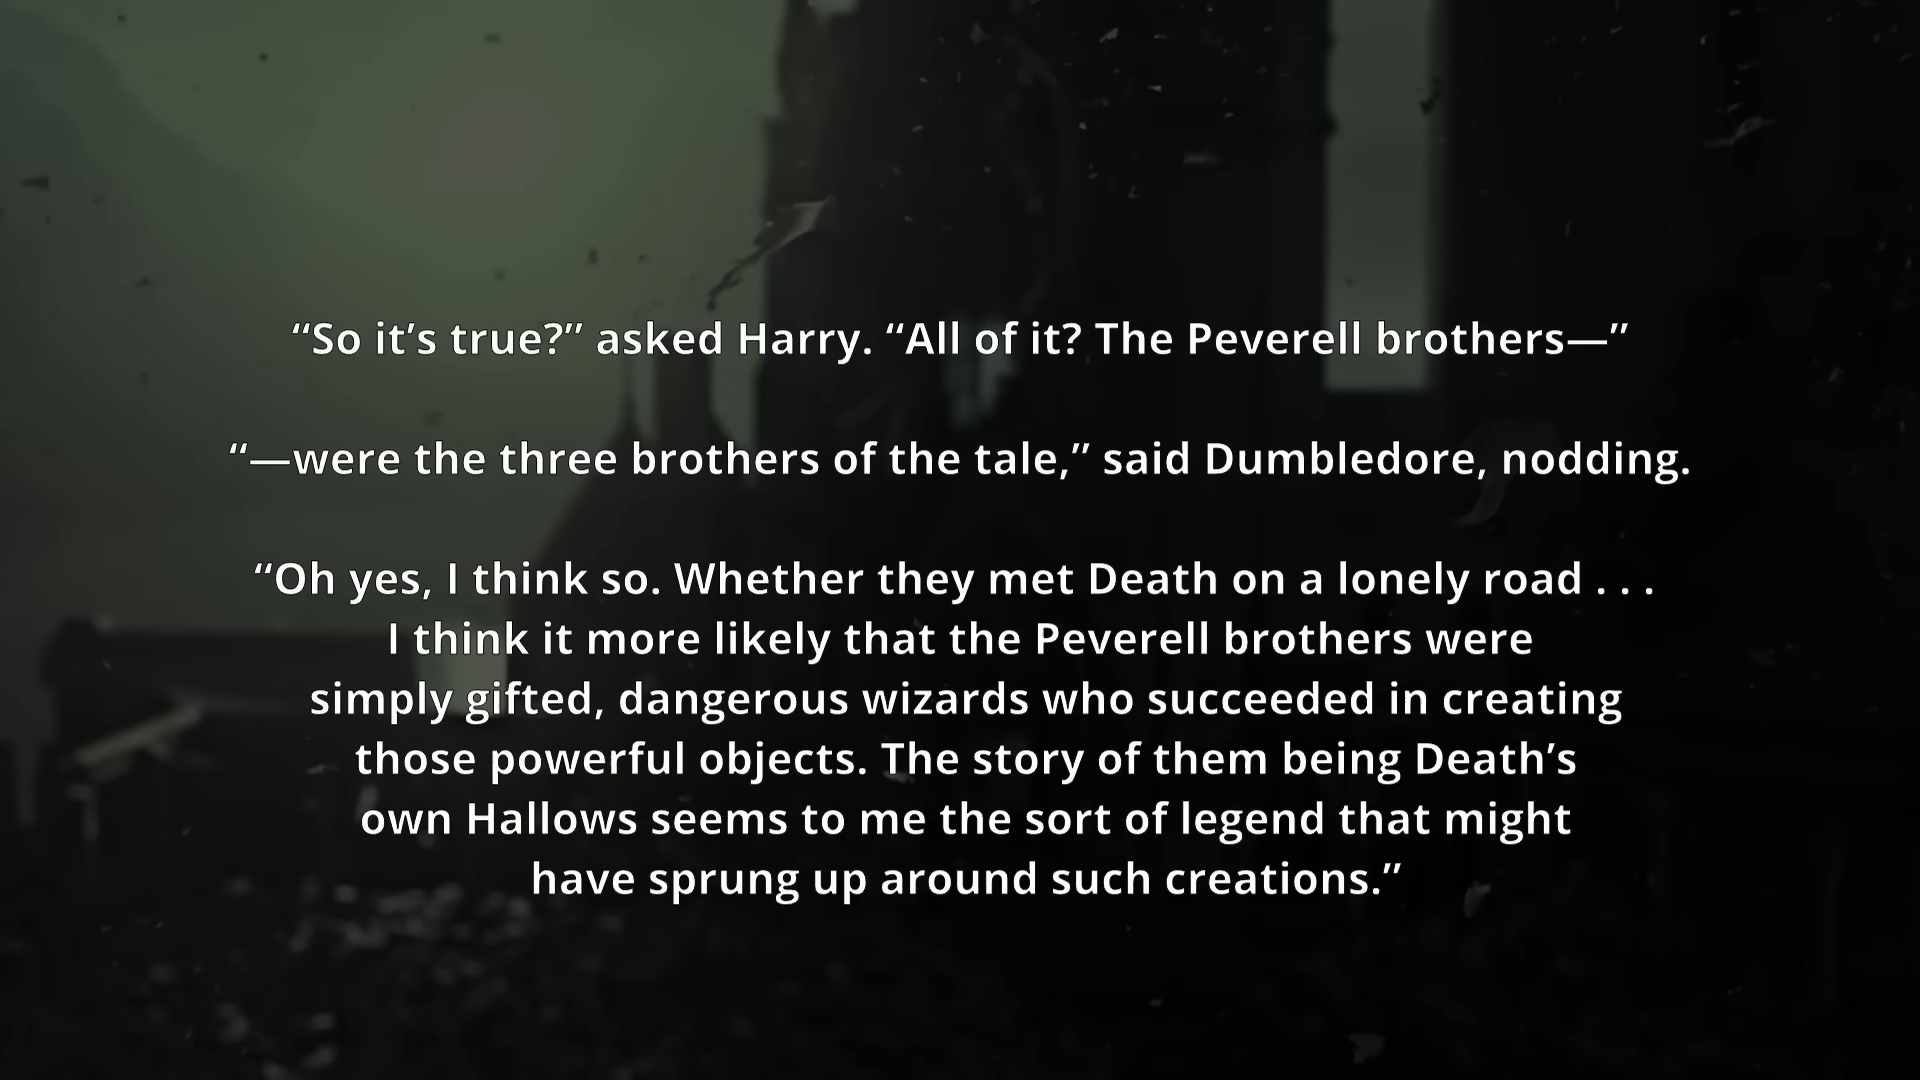 “So it’s true?” asked Harry. “All of it? The Peverell brothers—”
“—were the three brothers of the tale,” said Dumbledore, nodding.
“Oh yes, I think so. Whether they met Death on a lonely road . . .
I think it more likely that the Peverell brothers were
simply gifted, dangerous wizards who succeeded in creating
those powerful objects. The story of them being Death’s
own Hallows seems to me the sort of legend that might
have sprung up around such creations.”